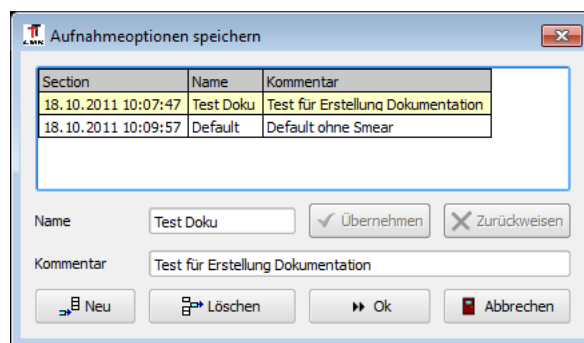 LMK Aufnahmeoptionen speichern
Section Name Kommentar
18.10.2011 10:07:47 Test Doku Test für Erstellung Dokumentation
18.10.2011 10:09:57 Default Default ohne Smear
Name Test Doku Übernehmen Zurückweisen
Kommentar Test für Erstellung Dokumentation
Neu Löschen Ok Abbrechen